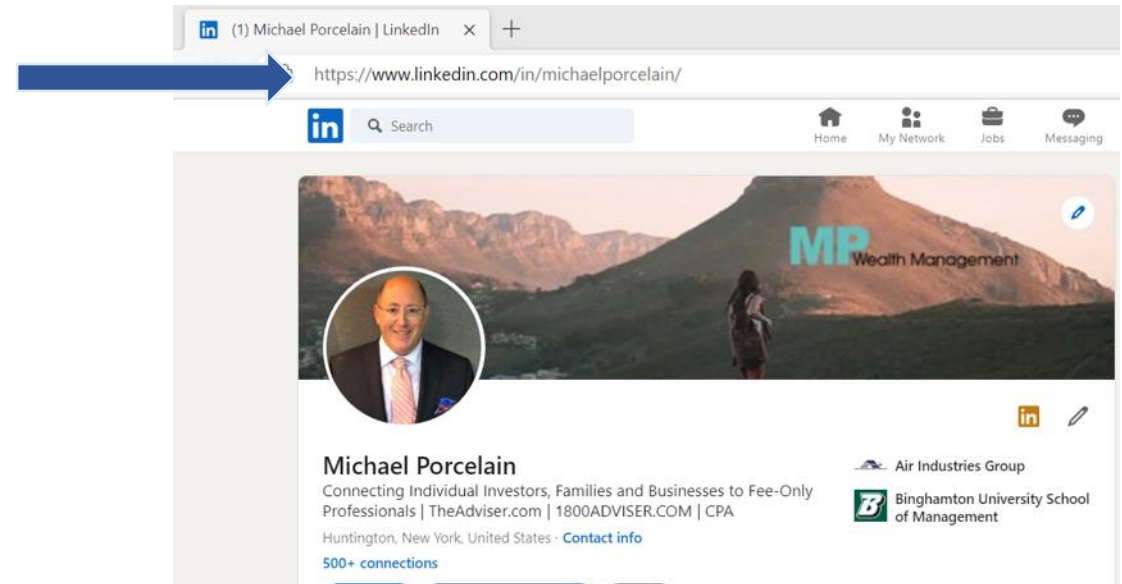 (1) Michael Porcelain | LinkedIn
https://www.linkedin.com/in/michaelporcelain/
in
Search
Home
My Network
Jobs
Messaging
MP
Wealth Management
in
Michael Porcelain
Connecting Individual Investors, Families and Businesses to Fee-Only
Professionals | TheAdviser.com | 1800ADVISER.COM | CPA
Huntington, New York, United States · Contact info
500+ connections
Air Industries Group
B
Binghamton University School
of Management